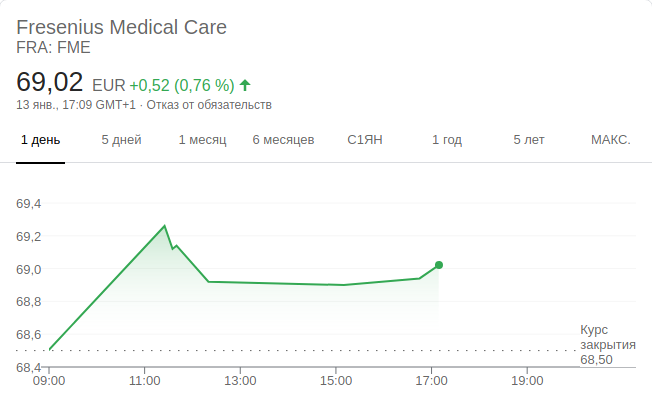 Fresenius Medical Care
FRA: FME
69,02 EUR +0,52 (0,76 %)
13 янв., 17:09 GMT+1 · Отказ от обязательств
1 день 5 дней 1 месяц 6 месяцев С1ЯН 1 год 5 лет МАКС.
69,4
69,2
69,0
68,8
68,6
68,4
Курс
закрытия
68,50
09:00 11:00 13:00 15:00 17:00 19:00